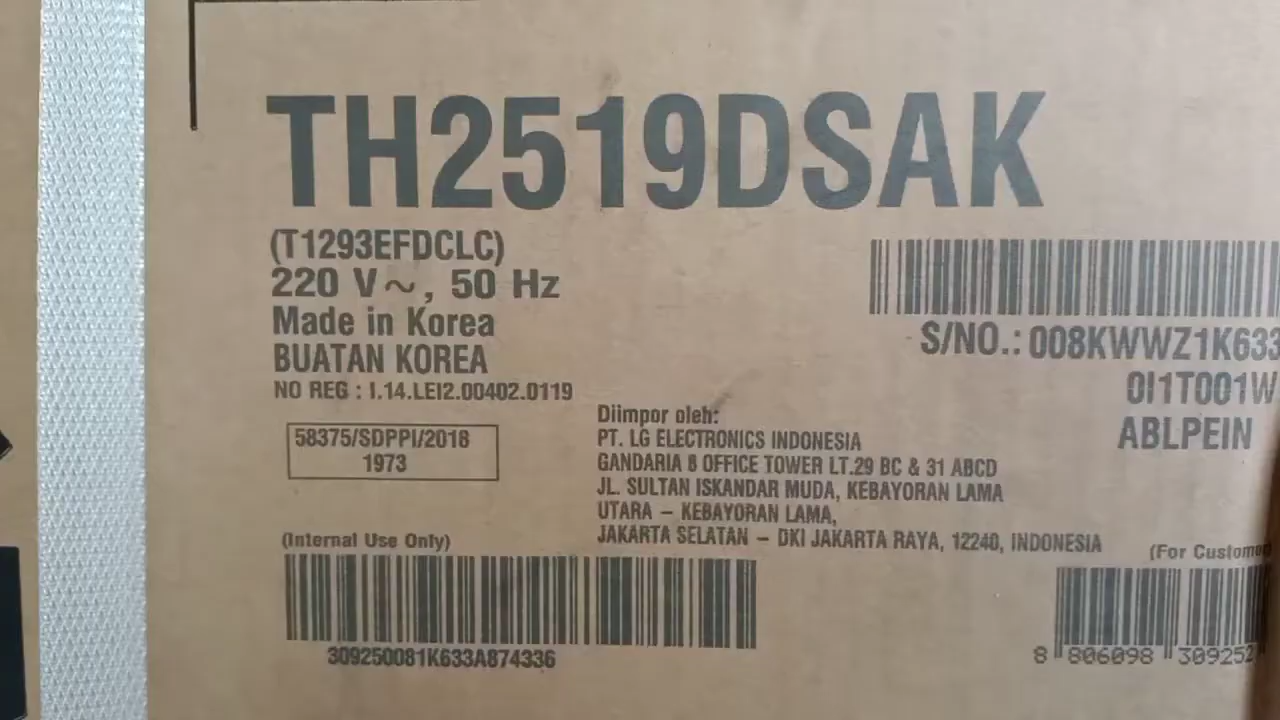 TH2519DSAK
(T1293EFDCLC)
220 V~, 50 Hz
Made in Korea
BUATAN KOREA
NO REG : I.14.LEI2.00402.0119
58375/SDPPI/2018
1973
S/NO.: 008KWWZ1K633
0I1T001W
ABLPEIN
Diimpor oleh:
PT. LG ELECTRONICS INDONESIA
GANDARIA 8 OFFICE TOWER LT.29 BC & 31 ABCD
JL. SULTAN ISKANDAR MUDA, KEBAYORAN LAMA
UTARA – KEBAYORAN LAMA,
JAKARTA SELATAN – DKI JAKARTA RAYA, 12240, INDONESIA
(Internal Use Only)
309250081K633A874336
(For Customer
8 806098 309252